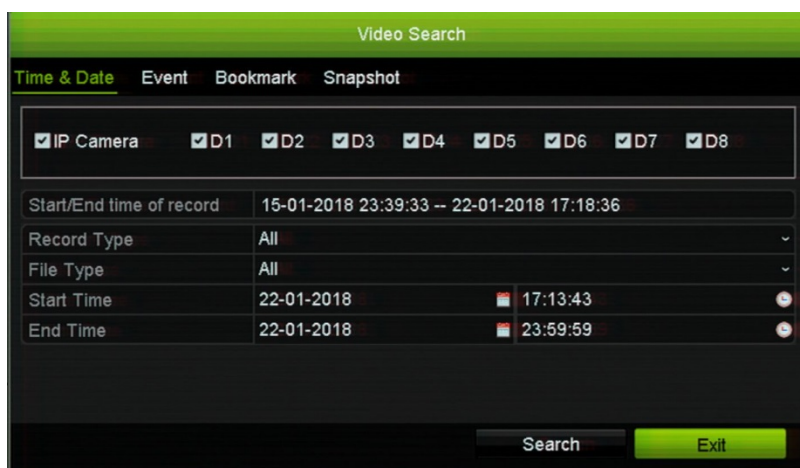 Video Search
Time & Date Event Bookmark Snapshot
IP Camera D1 D2 D3 D4 D5 D6 D7 D8
Start/End time of record 15-01-2018 23:39:33 -- 22-01-2018 17:18:36
Record Type All
File Type All
Start Time 22-01-2018 17:13:43
End Time 22-01-2018 23:59:59
Search Exit